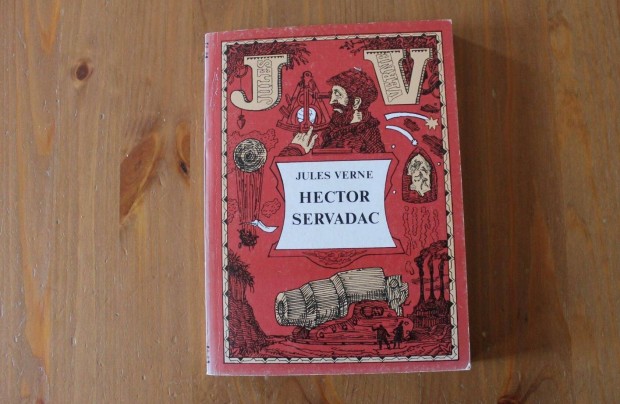 J V
JULES VERNE
JULES VERNE
HECTOR
SERVADAC